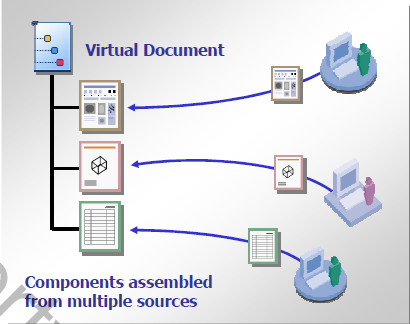 Virtual Document
Components assembled
from multiple sources